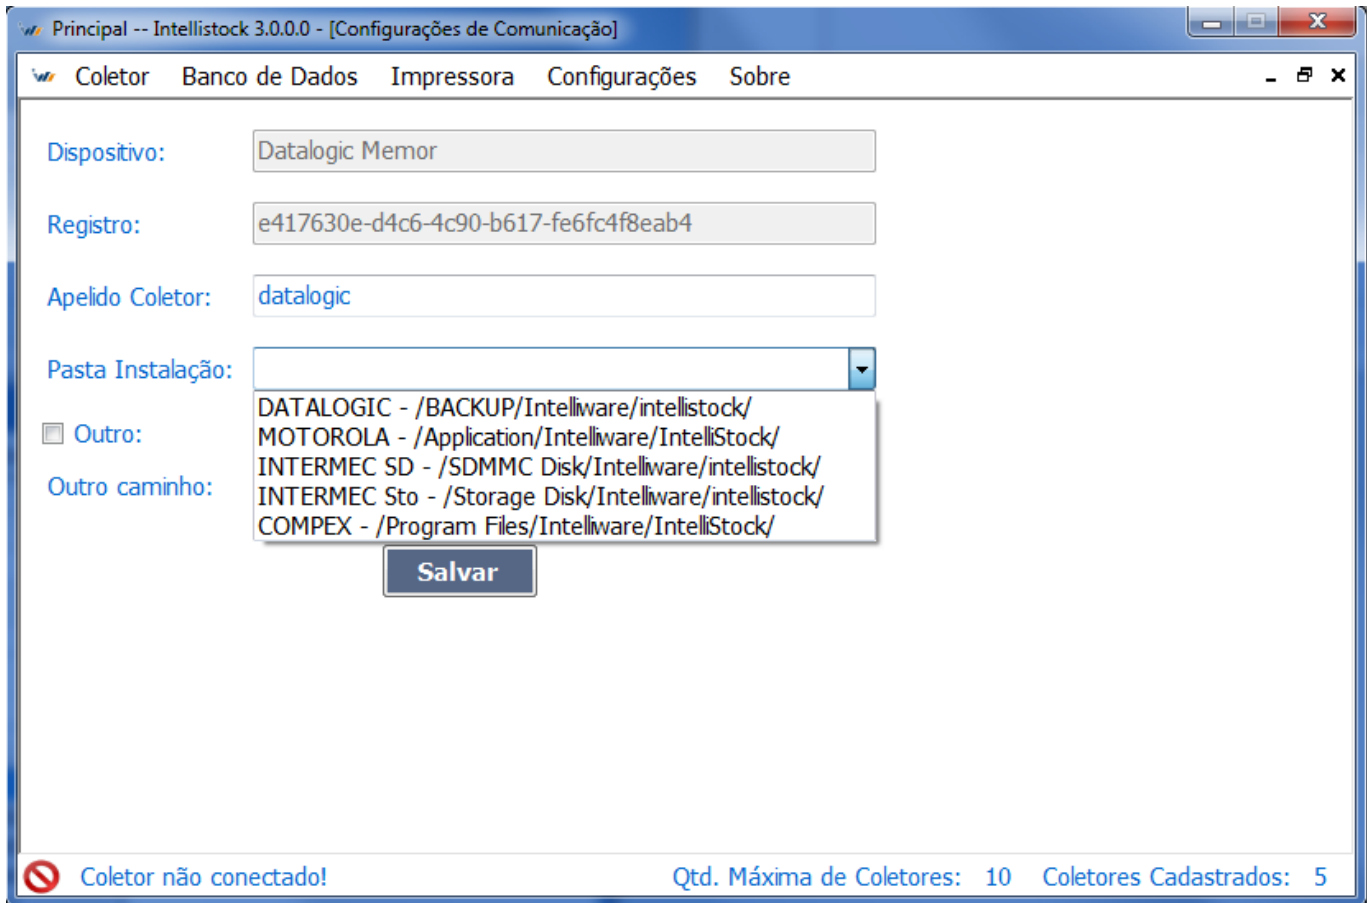 Principal -- Intellistock 3.0.0.0 - [Configurações de Comunicação]
Coletor Banco de Dados Impressora Configurações Sobre
Dispositivo: Datalogic Memor
Registro: e417630e-d4c6-4c90-b617-fe6fc4f8eab4
Apelido Coletor: datalogic
Pasta Instalação:
DATALOGIC - /BACKUP/Intelliware/intellistock/
MOTOROLA - /Application/Intelliware/IntelliStock/
Outro:
INTERMEC SD - /SDMMC Disk/Intelliware/intellistock/
Outro caminho:
INTERMEC Sto - /Storage Disk/Intelliware/intellistock/
COMPEX - /Program Files/Intelliware/IntelliStock/
Salvar
Coletor não conectado! Qtd. Máxima de Coletores: 10 Coletores Cadastrados: 5